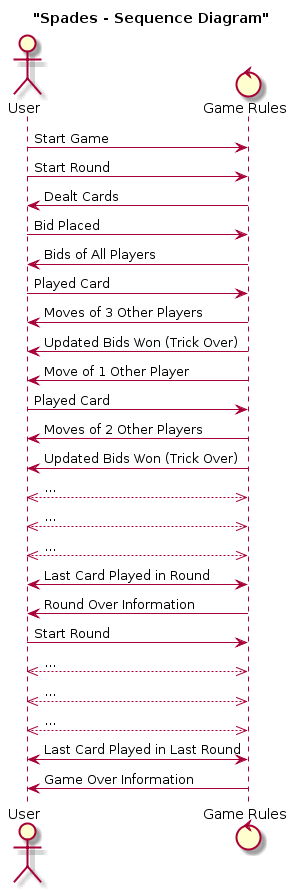 "Spades - Sequence Diagram"
User
Game Rules
Start Game
Start Round
Dealt Cards
Bid Placed
Bids of All Players
Played Card
Moves of 3 Other Players
Updated Bids Won (Trick Over)
Move of 1 Other Player
Played Card
Moves of 2 Other Players
Updated Bids Won (Trick Over)
...
...
...
Last Card Played in Round
Round Over Information
Start Round
...
...
...
Last Card Played in Last Round
Game Over Information
User
Game Rules